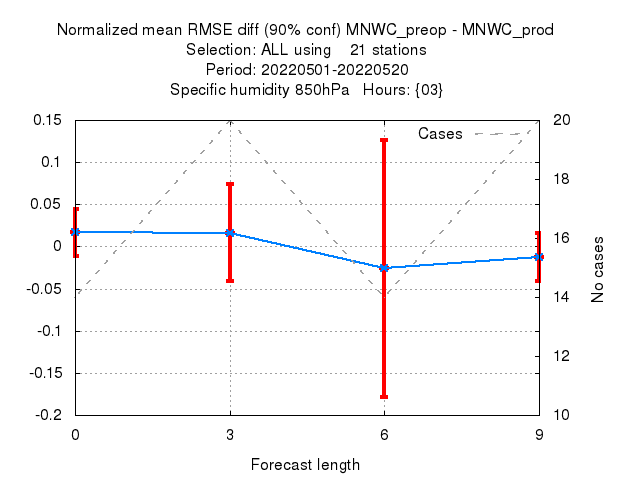 Normalized mean RMSE diff (90% conf) MNWC_preop - MNWC_prod
Selection: ALL using    21 stations
Period: 20220501-20220520
Specific humidity 850hPa   Hours: {03}
Cases
0.15
0.1
0.05
0
-0.05
-0.1
-0.15
-0.2
20
18
16
14
12
10
No cases
0
3
6
9
Forecast length